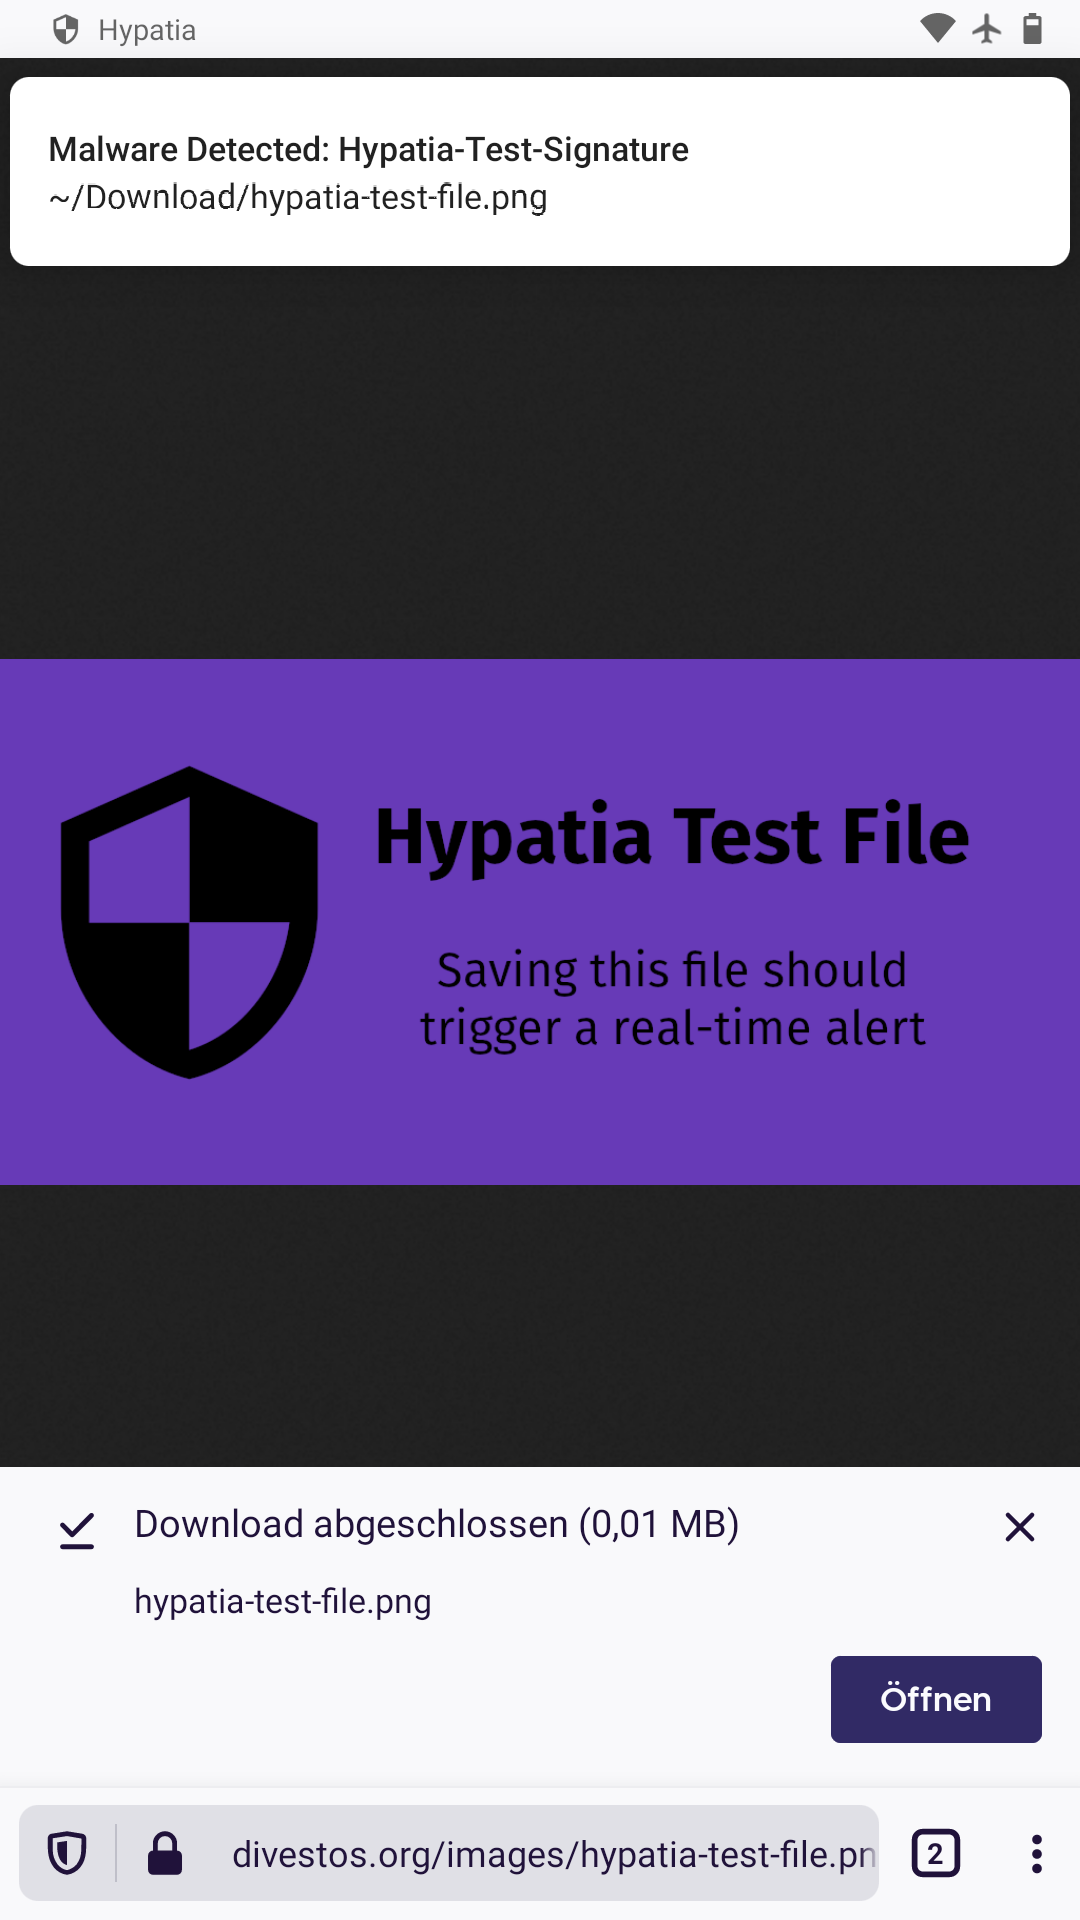 Hypatia
Malware Detected: Hypatia-Test-Signature
~/Download/hypatia-test-file.png
Hypatia Test File
Saving this file should
trigger a real-time alert
Download abgeschlossen (0,01 MB)
hypatia-test-file.png
Öffnen
divestos.org/images/hypatia-test-file.pn
2